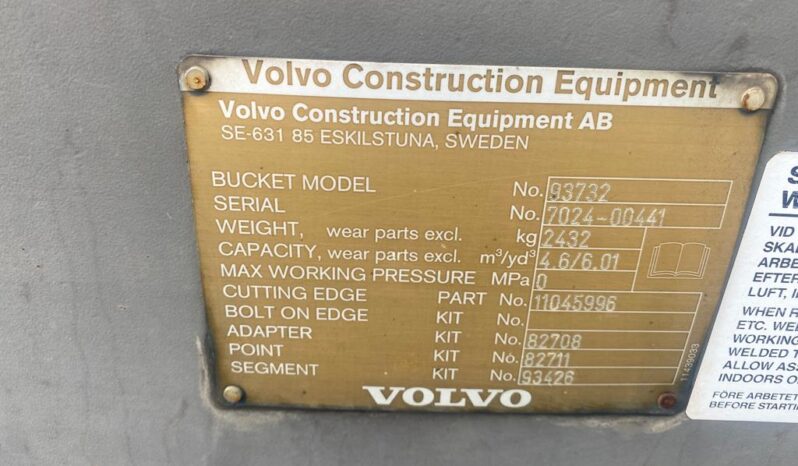 Volvo Construction Equipment
Volvo Construction Equipment AB
SE-631 85 ESKILSTUNA, SWEDEN
BUCKET MODEL No. 93732
SERIAL No. 7024-00441
WEIGHT, wear parts excl. kg 2432
CAPACITY, wear parts excl. m³/yd³ 4.6/6.01
MAX WORKING PRESSURE MPa 0
CUTTING EDGE PART No. 11045996
BOLT ON EDGE KIT No.
ADAPTER KIT No. 82708
POINT KIT No. 82711
SEGMENT KIT No. 93426
11439033
VOLVO
VID
ARBE
EFTER
LUFT, I
WHEN
ETC.
WORKING
WELDED
ALLOW
INDOORS
FÖRE ARBETET
BEFORE